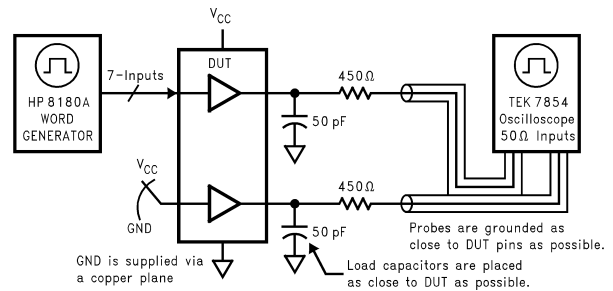 V_CC
DUT
7-Inputs
HP 8180A
WORD
GENERATOR
450Ω
50 pF
TEK 7854
Oscilloscope
50Ω Inputs
V_CC
GND
450Ω
50 pF
Probes are grounded as
close to DUT pins as possible.
GND is supplied via
a copper plane
Load capacitors are placed
as close to DUT as possible.